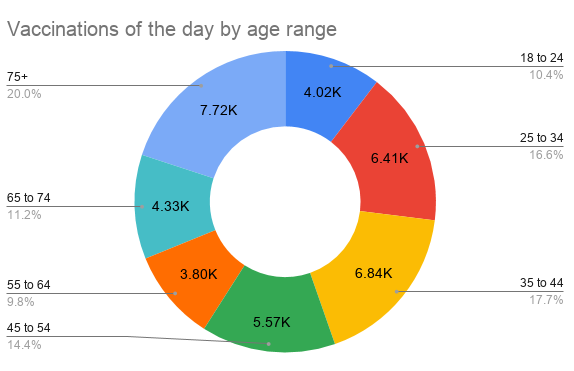 Vaccinations of the day by age range
18 to 24
10.4%
25 to 34
16.6%
35 to 44
17.7%
45 to 54
14.4%
55 to 64
9.8%
65 to 74
11.2%
75+
20.0%
4.02K
6.41K
6.84K
5.57K
3.80K
4.33K
7.72K